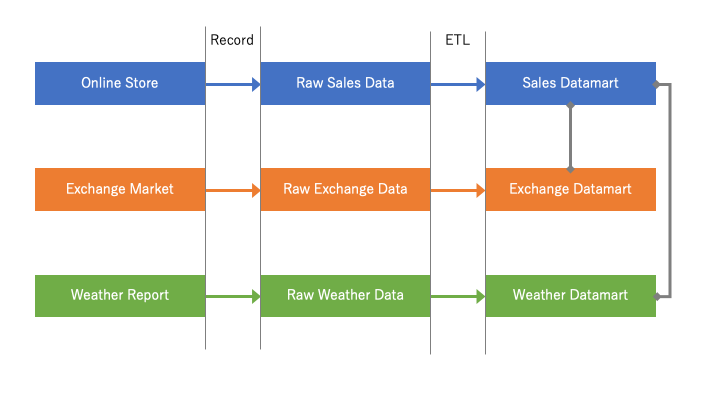 Record
ETL
Online Store
Raw Sales Data
Sales Datamart
Exchange Market
Raw Exchange Data
Exchange Datamart
Weather Report
Raw Weather Data
Weather Datamart